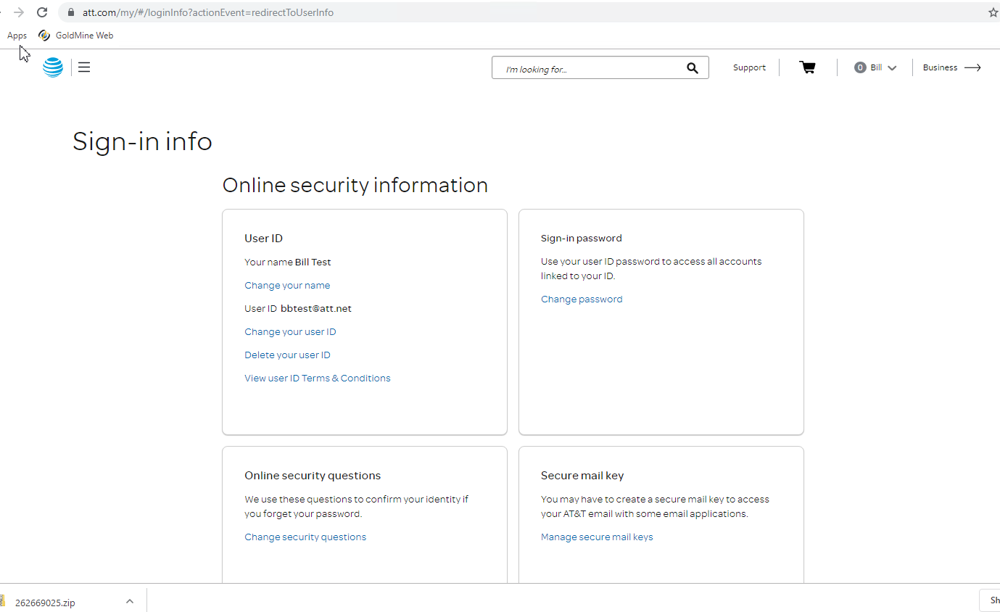 att.com/my/#/loginInfo?actionEvent=redirectToUserInfo
Apps GoldMine Web
I'm looking for...
Support
0 Bill
Business
Sign-in info
Online security information
User ID
Your name Bill Test
Change your name
User ID bbtest@att.net
Change your user ID
Delete your user ID
View user ID Terms & Conditions
Sign-in password
Use your user ID password to access all accounts
linked to your ID.
Change password
Online security questions
We use these questions to confirm your identity if
you forget your password.
Change security questions
Secure mail key
You may have to create a secure mail key to access
your AT&T email with some email applications.
Manage secure mail keys
262669025.zip
Sh